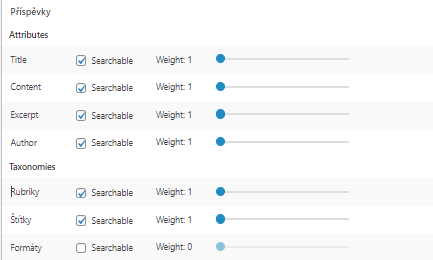 Příspěvky
Attributes
Title Searchable Weight: 1
Content Searchable Weight: 1
Excerpt Searchable Weight: 1
Author Searchable Weight: 1
Taxonomies
Rubriky Searchable Weight: 1
Štítky Searchable Weight: 1
Formáty Searchable Weight: 0